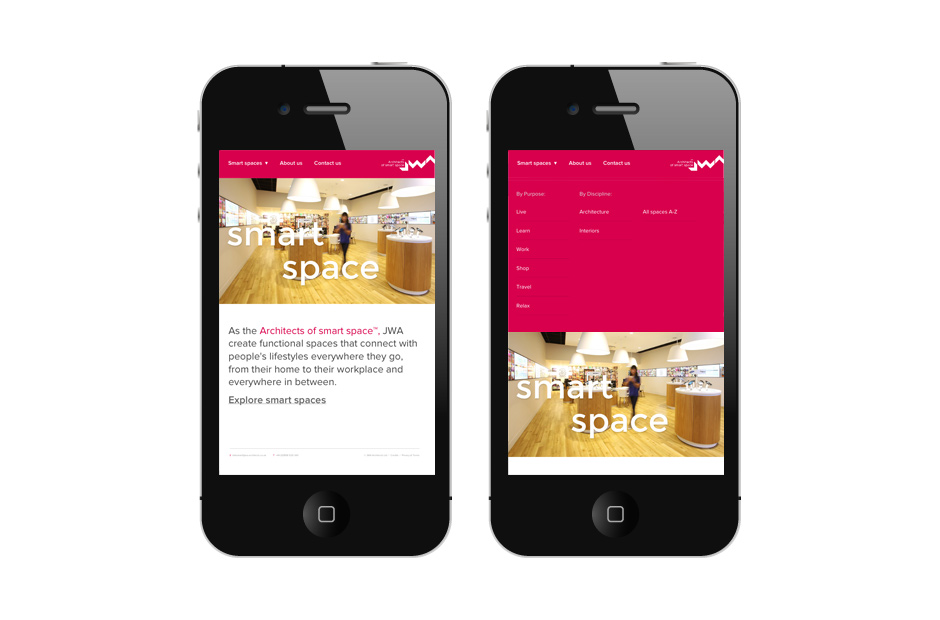 Smart spaces ▼ About us Contact us
Architects
of smart space
JWA
smart
space
As the Architects of smart space™, JWA
create functional spaces that connect with
people's lifestyles everywhere they go,
from their home to their workplace and
everywhere in between.
Explore smart spaces
Smart spaces ▼ About us Contact us
Architects
of smart space
JWA
By Purpose: By Discipline:
Live Architecture All spaces A-Z
Learn Interiors
Work
Shop
Travel
Relax
smart
space